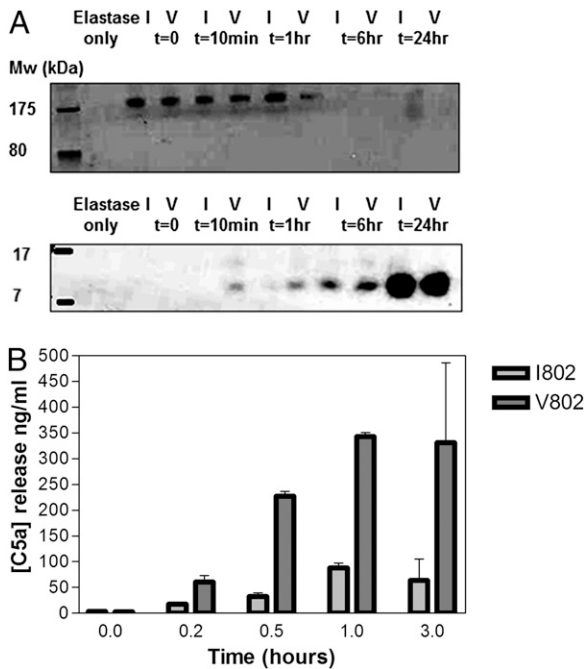 A
Elastase I V I V I V I V I V
only t=0 t=10min t=1hr t=6hr t=24hr
Mw (kDa)
175
80
Elastase I V I V I V I V I V
only t=0 t=10min t=1hr t=6hr t=24hr
17
7
B
[C5a] release ng/ml
500
450
400
350
300
250
200
150
100
50
0
0.0 0.2 0.5 1.0 3.0
Time (hours)
I802
V802